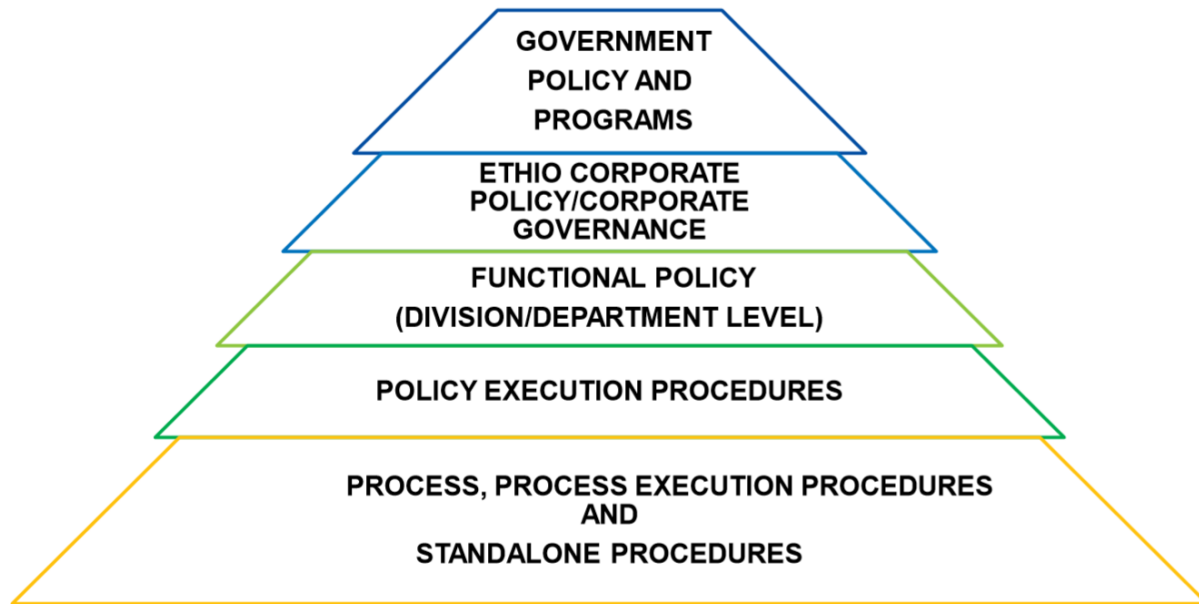 GOVERNMENT
POLICY AND
PROGRAMS
ETHIO CORPORATE
POLICY/CORPORATE
GOVERNANCE
FUNCTIONAL POLICY
(DIVISION/DEPARTMENT LEVEL)
POLICY EXECUTION PROCEDURES
PROCESS, PROCESS EXECUTION PROCEDURES
AND
STANDALONE PROCEDURES